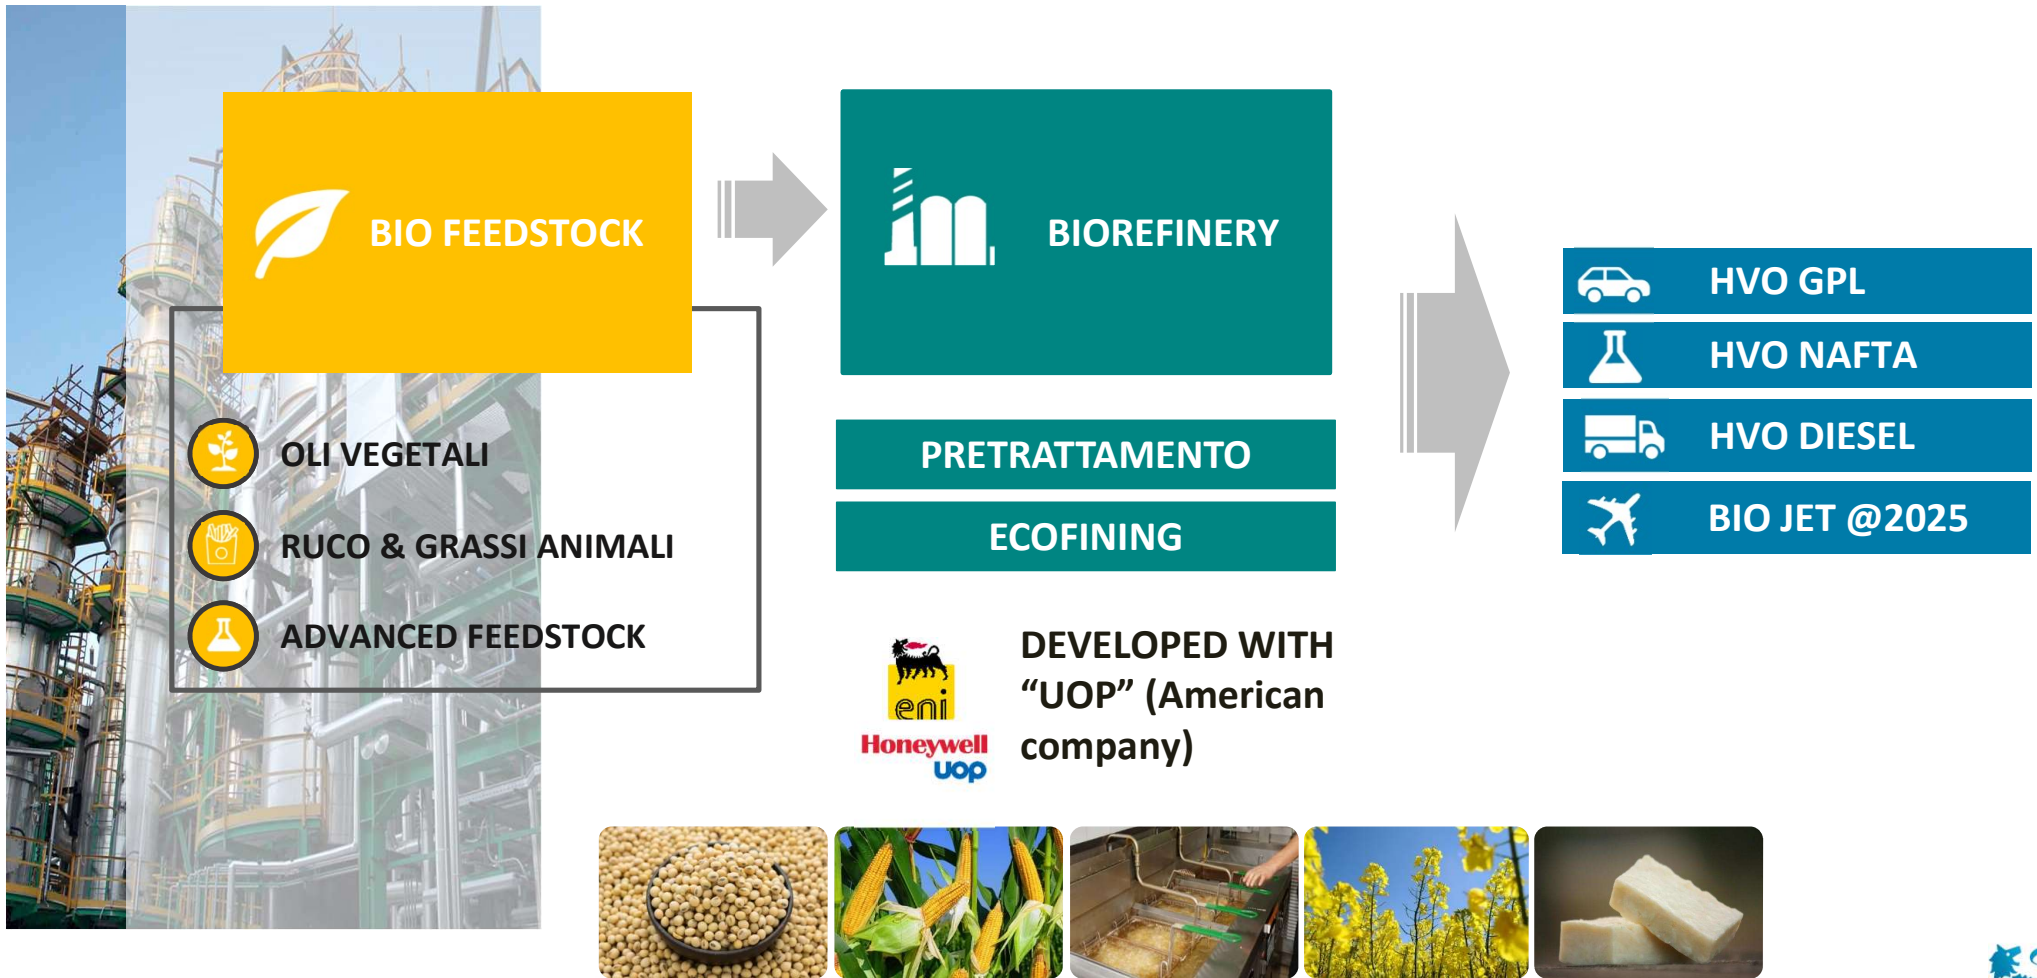 BIO FEEDSTOCK
OLI VEGETALI
RUCO & GRASSI ANIMALI
ADVANCED FEEDSTOCK
BIOREFINERY
PRETRATTAMENTO
ECOFINING
eni
Honeywell
UOP
DEVELOPED WITH
“UOP” (American
company)
HVO GPL
HVO NAFTA
HVO DIESEL
BIO JET @2025